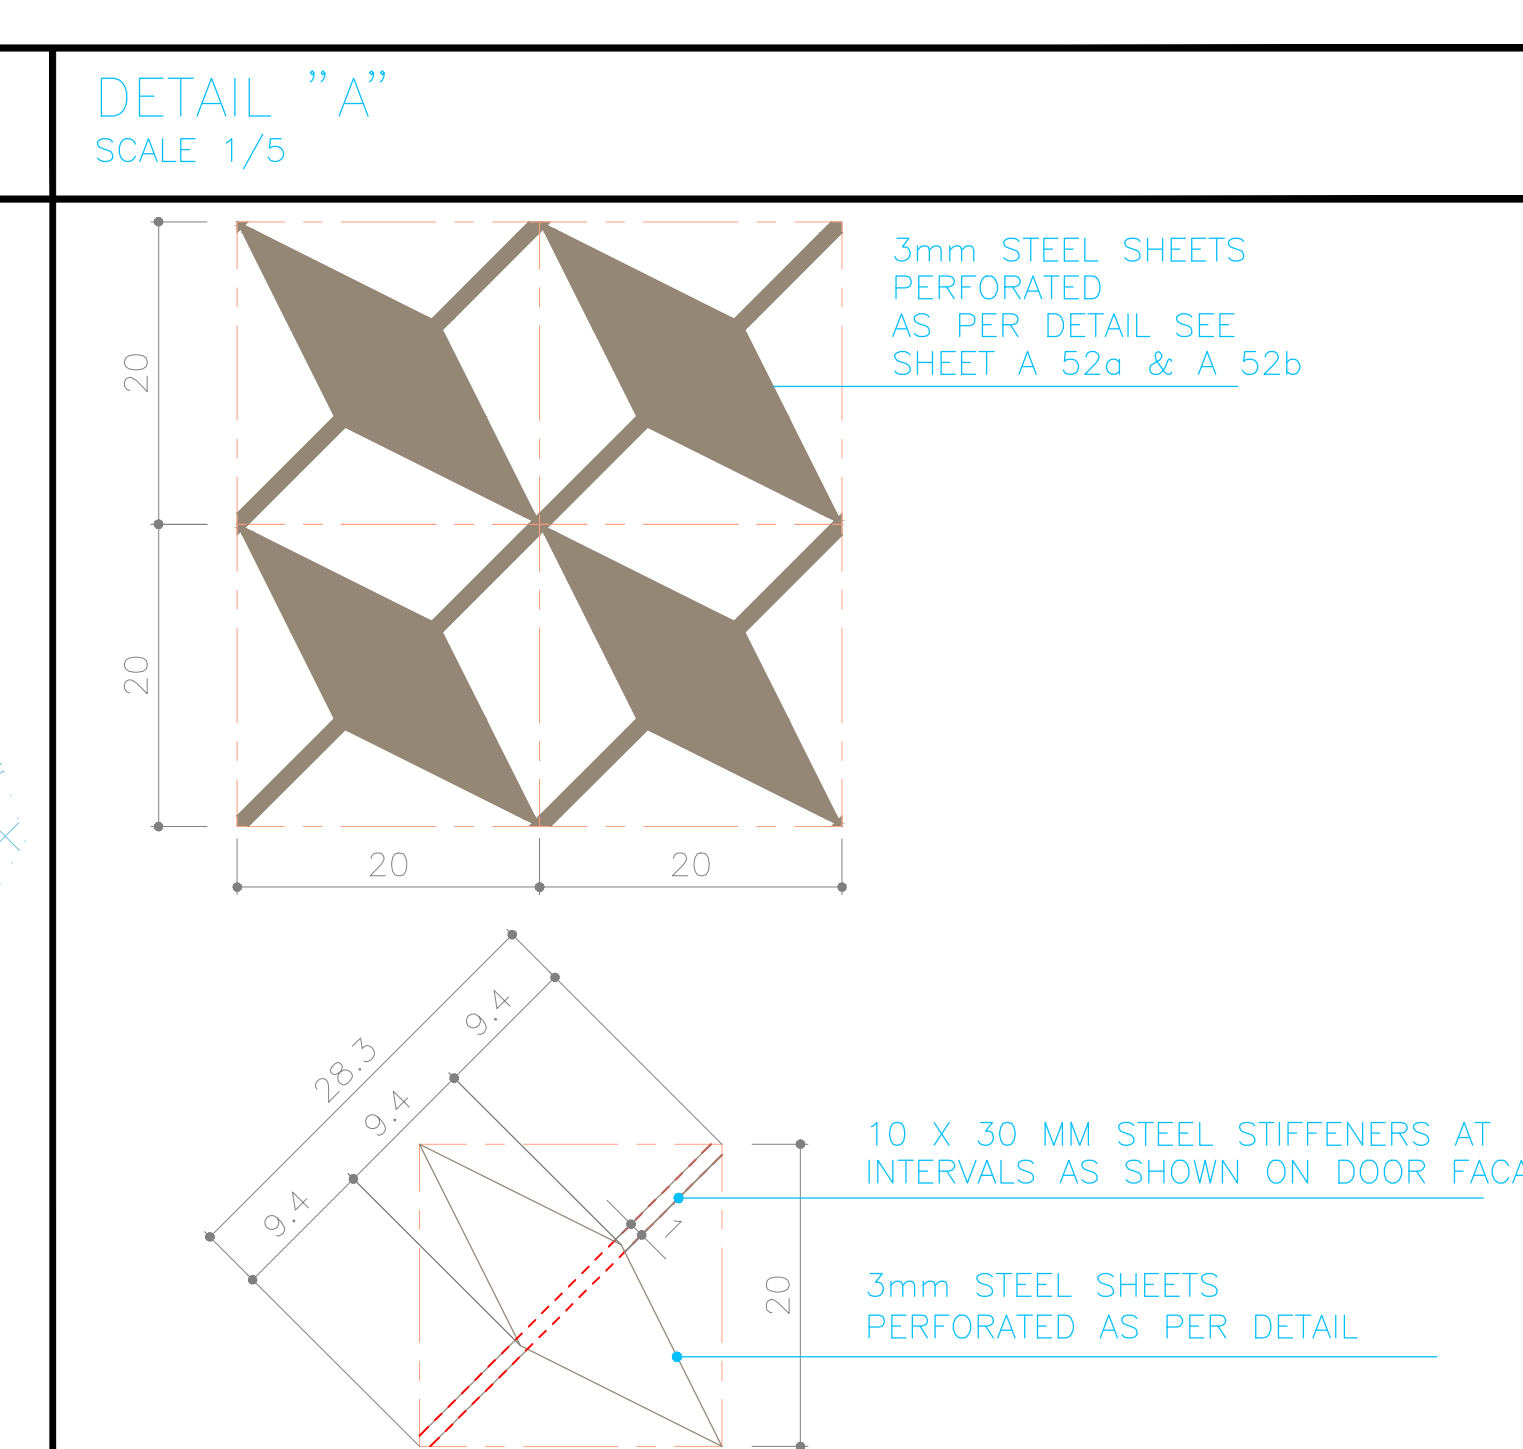 DETAIL "A"
SCALE 1/5
3mm STEEL SHEETS
PERFORATED
AS PER DETAIL SEE
SHEET A 52a & A 52b
20
20
20
20
28.3
9.4
9.4
9.4
1
20
10 X 30 MM STEEL STIFFENERS AT
INTERVALS AS SHOWN ON DOOR FACA
3mm STEEL SHEETS
PERFORATED AS PER DETAIL